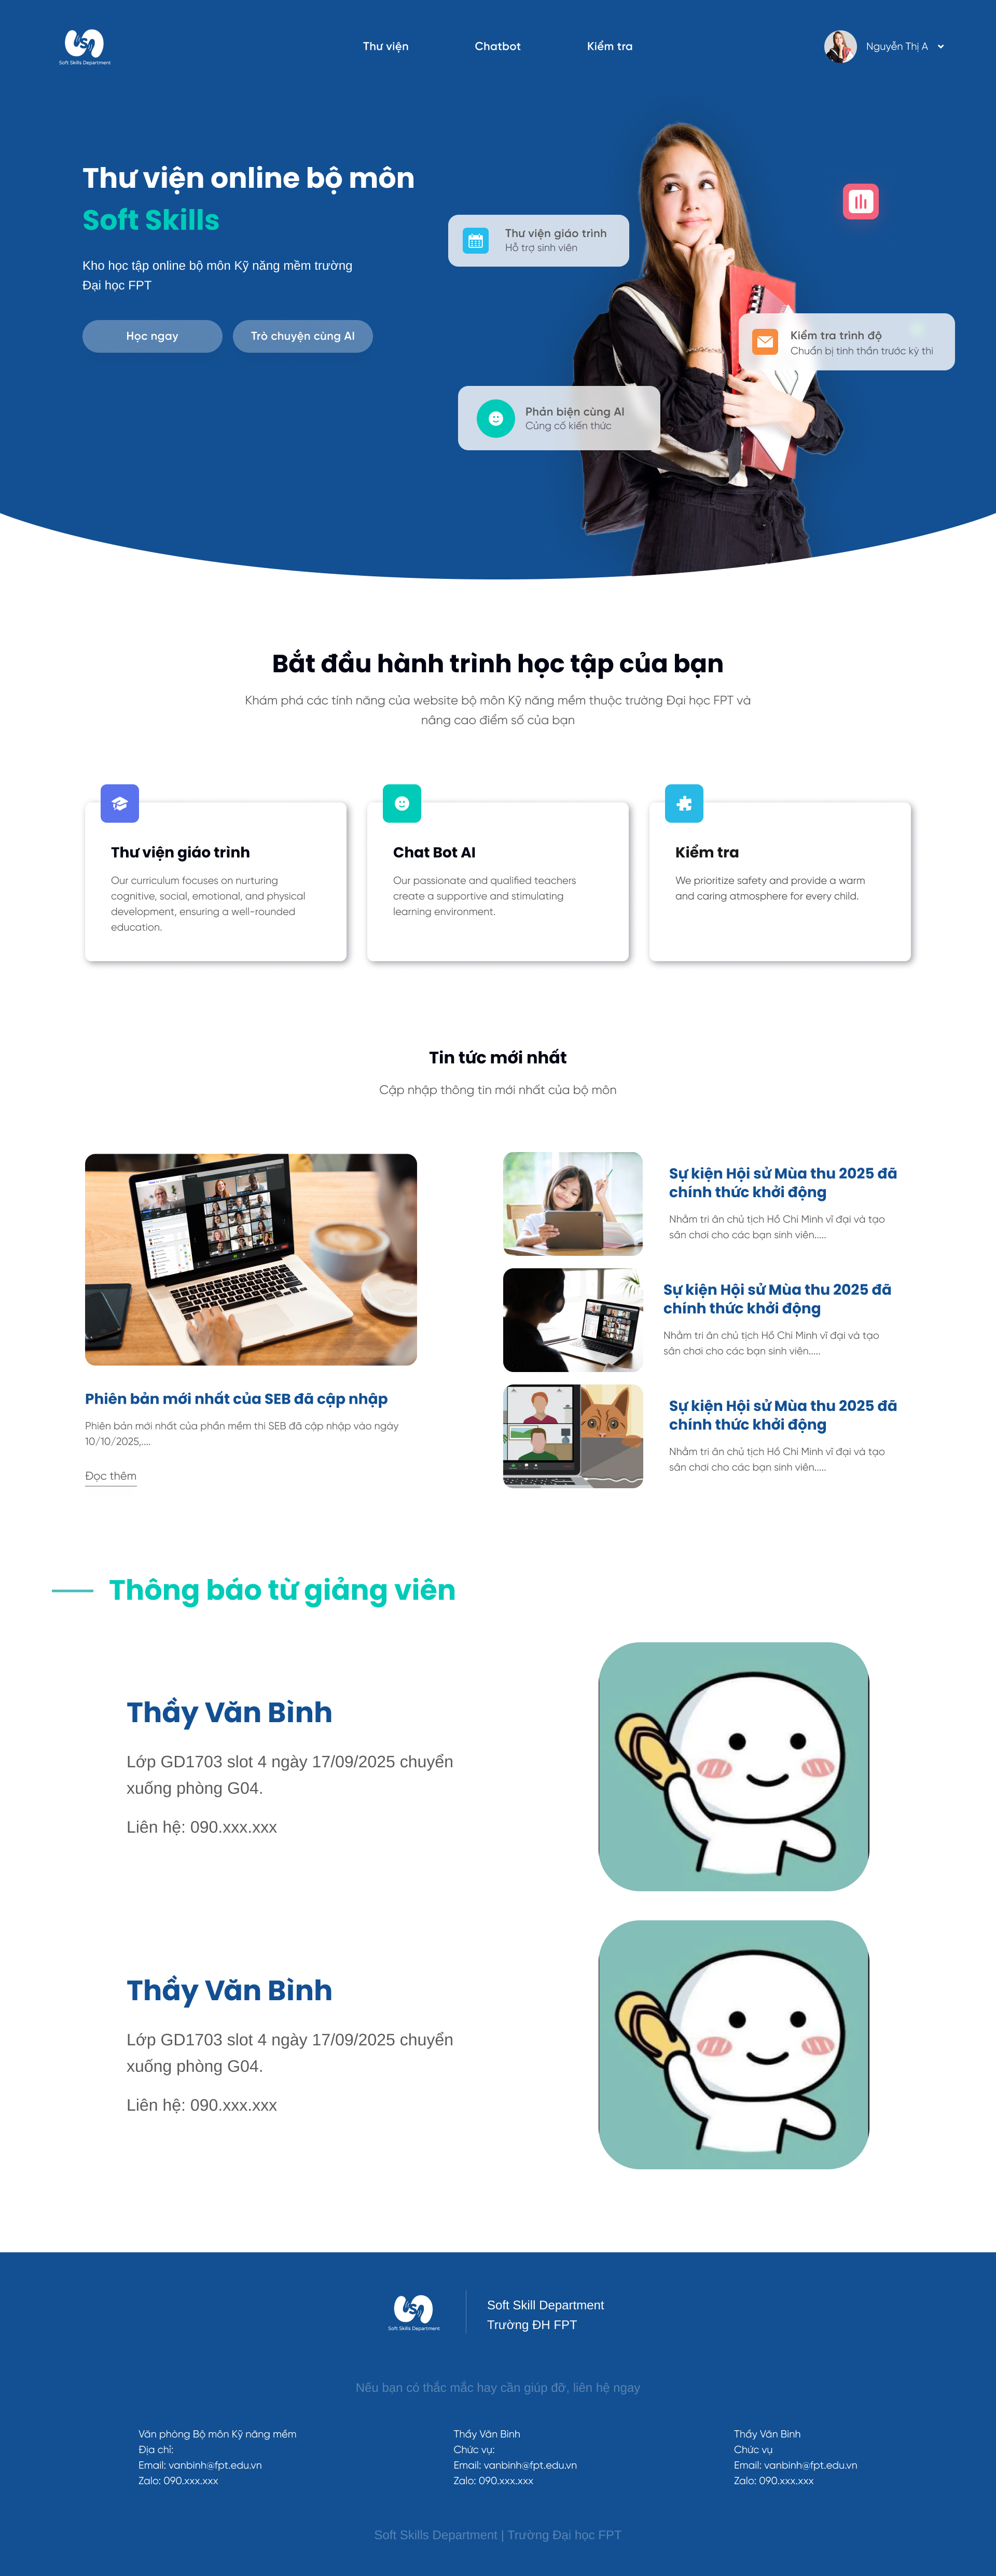 Soft Skills Department
Thư viện
Chatbot
Kiểm tra
Nguyễn Thị A
Thư viện online bộ môn
Soft Skills
Kho học tập online bộ môn Kỹ năng mềm trường
Đại học FPT
Học ngay
Trò chuyện cùng AI
Thư viện giáo trình
Hỗ trợ sinh viên
Kiểm tra trình độ
Chuẩn bị tinh thần trước kỳ thi
Phản biện cùng AI
Củng cố kiến thức
Bắt đầu hành trình học tập của bạn
Khám phá các tính năng của website bộ môn Kỹ năng mềm thuộc trường Đại học FPT và
nâng cao điểm số của bạn
Thư viện giáo trình
Our curriculum focuses on nurturing
cognitive, social, emotional, and physical
development, ensuring a well-rounded
education.
Chat Bot AI
Our passionate and qualified teachers
create a supportive and stimulating
learning environment.
Kiểm tra
We prioritize safety and provide a warm
and caring atmosphere for every child.
Tin tức mới nhất
Cập nhập thông tin mới nhất của bộ môn
Phiên bản mới nhất của SEB đã cập nhập
Phiên bản mới nhất của phần mềm thi SEB đã cập nhập vào ngày
10/10/2025,....
Đọc thêm
Sự kiện Hội sử Mùa thu 2025 đã
chính thức khởi động
Nhằm tri ân chủ tịch Hồ Chí Minh vĩ đại và tạo
sân chơi cho các bạn sinh viên.....
Sự kiện Hội sử Mùa thu 2025 đã
chính thức khởi động
Nhằm tri ân chủ tịch Hồ Chí Minh vĩ đại và tạo
sân chơi cho các bạn sinh viên.....
Sự kiện Hội sử Mùa thu 2025 đã
chính thức khởi động
Nhằm tri ân chủ tịch Hồ Chí Minh vĩ đại và tạo
sân chơi cho các bạn sinh viên.....
Thông báo từ giảng viên
Thầy Văn Bình
Lớp GD1703 slot 4 ngày 17/09/2025 chuyển
xuống phòng G04.
Liên hệ: 090.xxx.xxx
Thầy Văn Bình
Lớp GD1703 slot 4 ngày 17/09/2025 chuyển
xuống phòng G04.
Liên hệ: 090.xxx.xxx
Soft Skills Department
Soft Skill Department
Trường ĐH FPT
Nếu bạn có thắc mắc hay cần giúp đỡ, liên hệ ngay
Văn phòng Bộ môn Kỹ năng mềm
Địa chỉ:
Email: vanbinh@fpt.edu.vn
Zalo: 090.xxx.xxx
Thầy Văn Bình
Chức vụ:
Email: vanbinh@fpt.edu.vn
Zalo: 090.xxx.xxx
Thầy Văn Bình
Chức vụ
Email: vanbinh@fpt.edu.vn
Zalo: 090.xxx.xxx
Soft Skills Department | Trường Đại học FPT